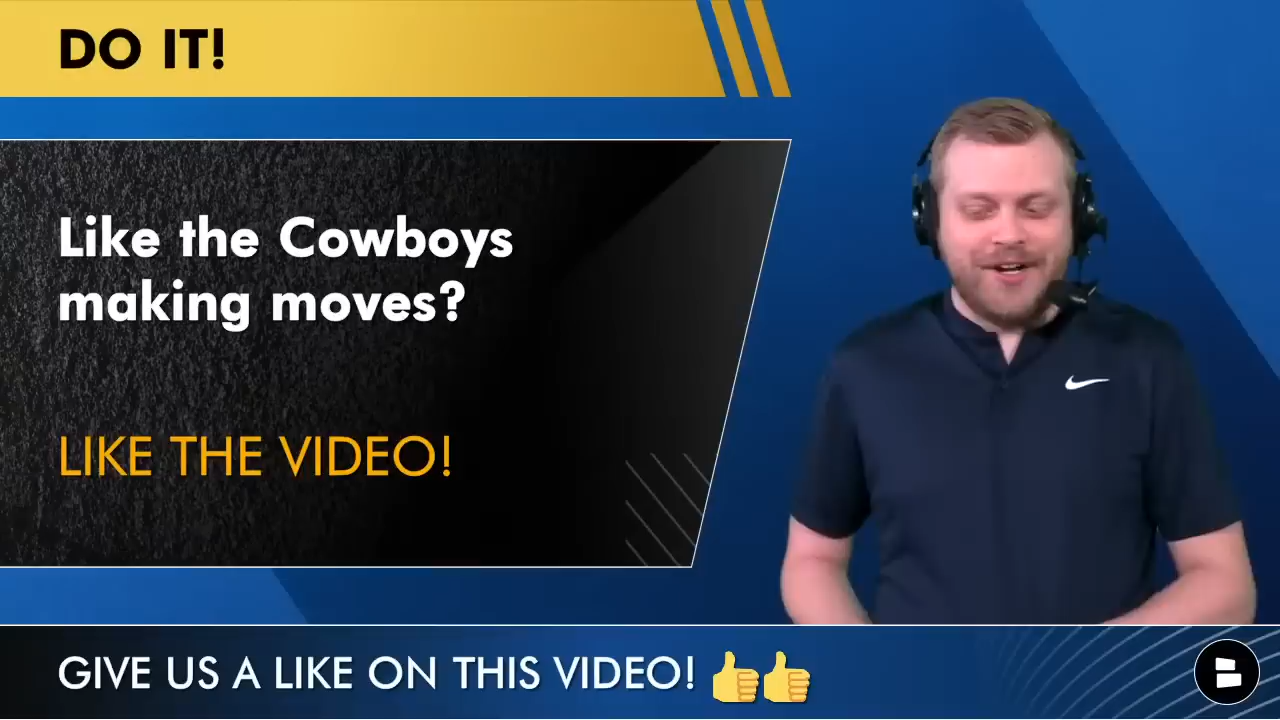 DO IT!
Like the Cowboys
making moves?
LIKE THE VIDEO!
GIVE US A LIKE ON THIS VIDEO!